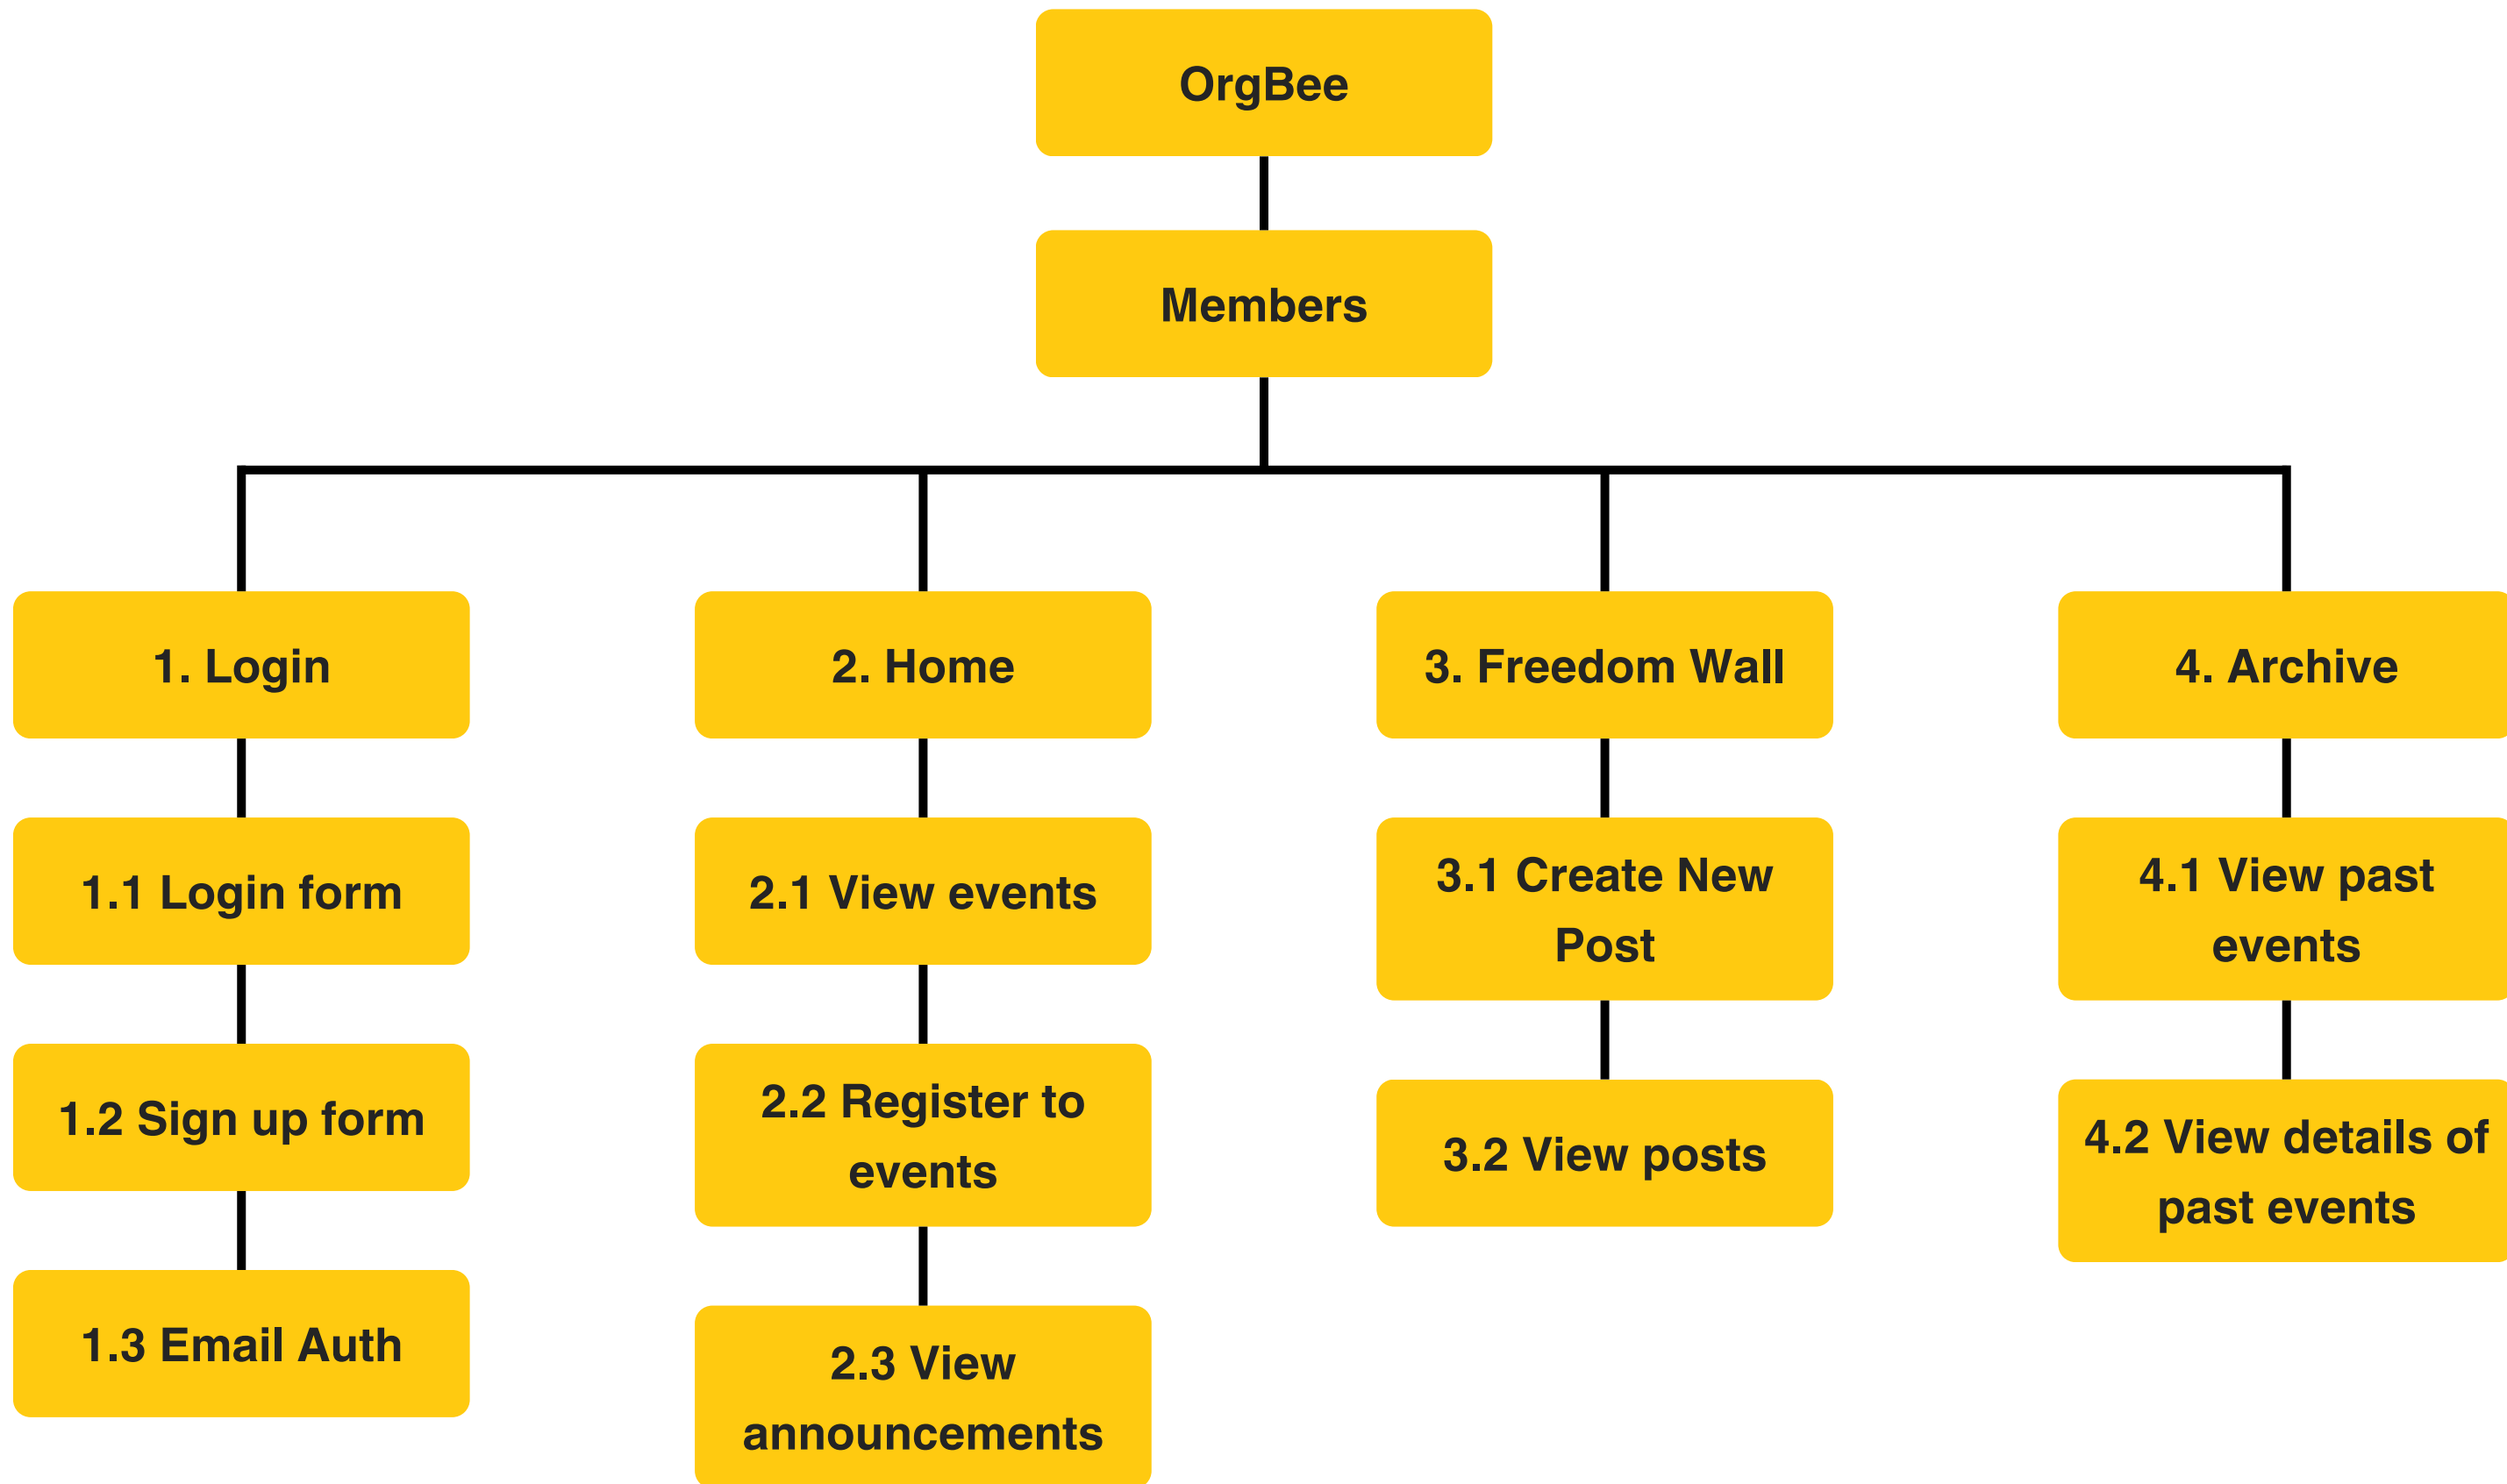 OrgBee
Members
1. Login
2. Home
3. Freedom Wall
4. Archive
1.1 Login form
2.1 View events
3.1 Create New
Post
4.1 View past
events
1.2 Sign up form
2.2 Register to
events
3.2 View posts
4.2 View details of
past events
1.3 Email Auth
2.3 View
announcements